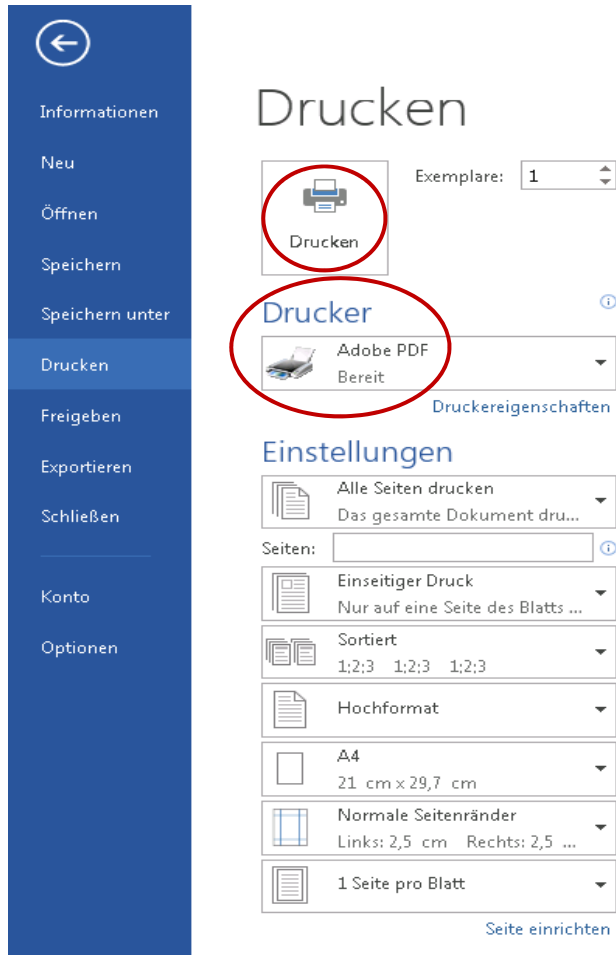 Informationen
Neu
Öffnen
Speichern
Speichern unter
Drucken
Freigeben
Exportieren
Schließen
Konto
Optionen
Drucken
Exemplare: 1
Drucken
Drucker
Adobe PDF
Bereit
Druckereigenschaften
Einstellungen
Alle Seiten drucken
Das gesamte Dokument dru...
Seiten:
Einseitiger Druck
Nur auf eine Seite des Blatts ...
Sortiert
1;2;3 1;2;3 1;2;3
Hochformat
A4
21 cm x 29,7 cm
Normale Seitenränder
Links: 2,5 cm Rechts: 2,5 ...
1 Seite pro Blatt
Seite einrichten